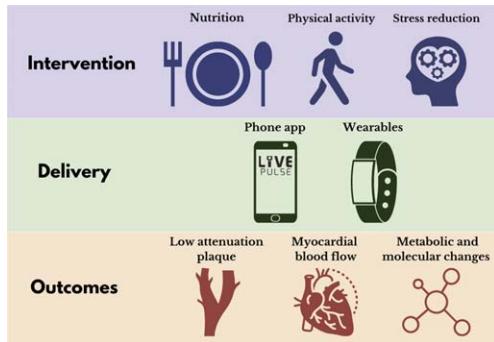 Nutrition
Physical activity
Stress reduction
Intervention
Phone app
Wearables
Delivery
LIVE
PULSE
Low attenuation
plaque
Myocardial
blood flow
Metabolic and
molecular changes
Outcomes